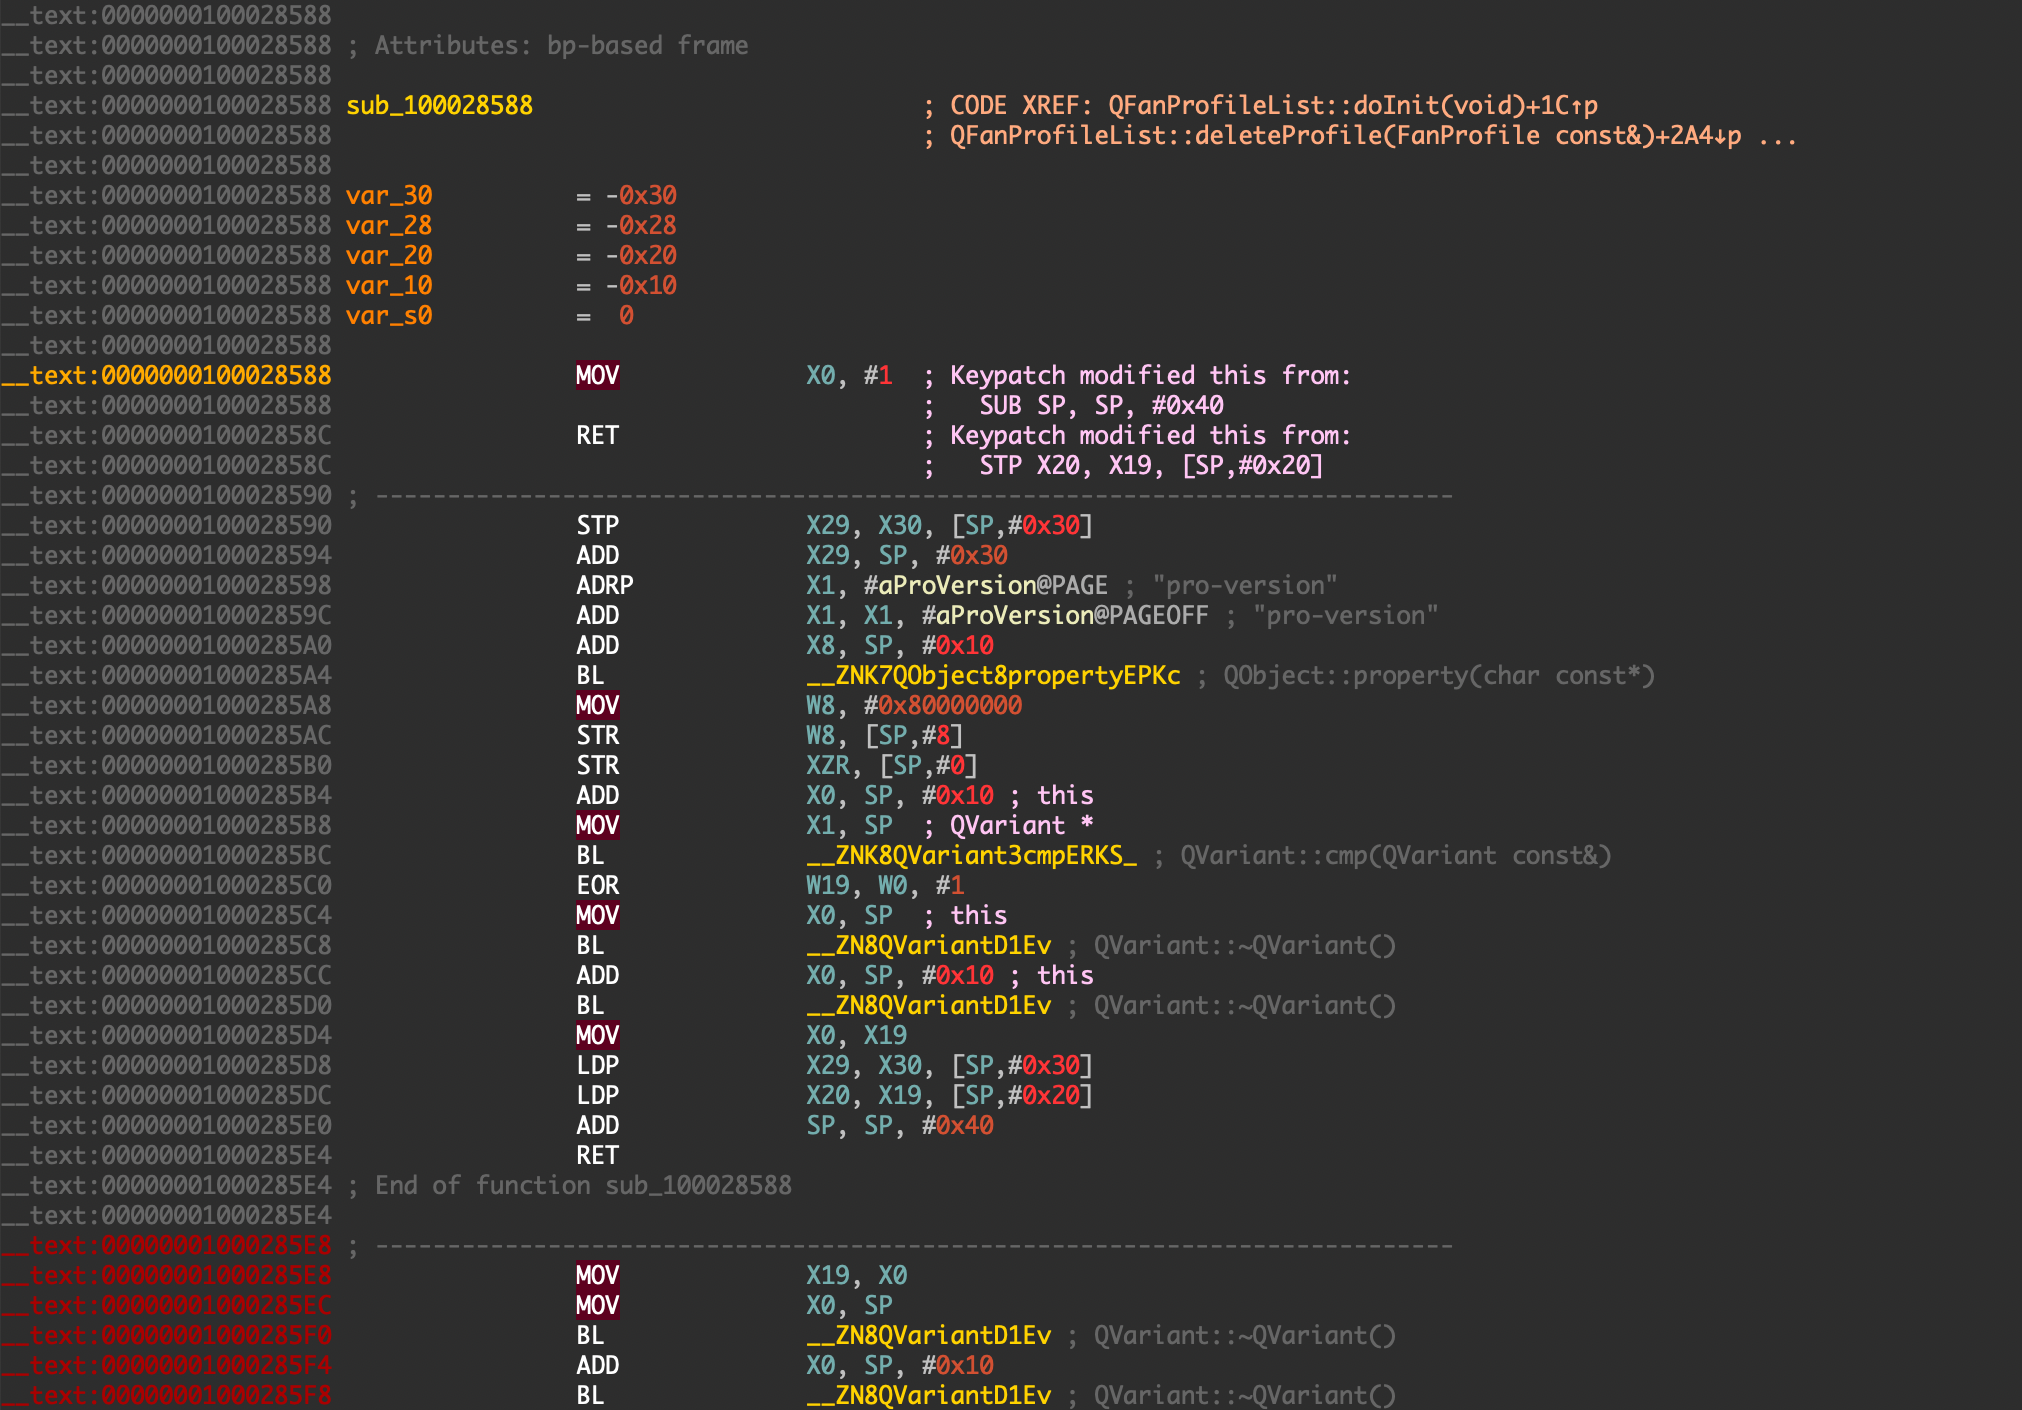 __text:0000000100028588
__text:0000000100028588 ; Attributes: bp-based frame
__text:0000000100028588
__text:0000000100028588 sub_100028588 ; CODE XREF: QFanProfileList::doInit(void)+1C↑p
__text:0000000100028588 ; QFanProfileList::deleteProfile(FanProfile const&)+2A4↓p ...
__text:0000000100028588
__text:0000000100028588 var_30 = -0x30
__text:0000000100028588 var_28 = -0x28
__text:0000000100028588 var_20 = -0x20
__text:0000000100028588 var_10 = -0x10
__text:0000000100028588 var_s0 = 0
__text:0000000100028588
__text:0000000100028588 MOV X0, #1 ; Keypatch modified this from:
__text:0000000100028588 ; SUB SP, SP, #0x40
__text:000000010002858C RET ; Keypatch modified this from:
__text:000000010002858C ; STP X20, X19, [SP,#0x20]
__text:0000000100028590 ; ---------------------------------------------------------------------------
__text:0000000100028590 STP X29, X30, [SP,#0x30]
__text:0000000100028594 ADD X29, SP, #0x30
__text:0000000100028598 ADRP X1, #aProVersion@PAGE ; "pro-version"
__text:000000010002859C ADD X1, X1, #aProVersion@PAGEOFF ; "pro-version"
__text:00000001000285A0 ADD X8, SP, #0x10
__text:00000001000285A4 BL __ZNK7QObject8propertyEPKc ; QObject::property(char const*)
__text:00000001000285A8 MOV W8, #0x80000000
__text:00000001000285AC STR W8, [SP,#8]
__text:00000001000285B0 STR XZR, [SP,#0]
__text:00000001000285B4 ADD X0, SP, #0x10 ; this
__text:00000001000285B8 MOV X1, SP ; QVariant *
__text:00000001000285BC BL __ZNK8QVariant3cmpERKS_ ; QVariant::cmp(QVariant const&)
__text:00000001000285C0 EOR W19, W0, #1
__text:00000001000285C4 MOV X0, SP ; this
__text:00000001000285C8 BL __ZN8QVariantD1Ev ; QVariant::~QVariant()
__text:00000001000285CC ADD X0, SP, #0x10 ; this
__text:00000001000285D0 BL __ZN8QVariantD1Ev ; QVariant::~QVariant()
__text:00000001000285D4 MOV X0, X19
__text:00000001000285D8 LDP X29, X30, [SP,#0x30]
__text:00000001000285DC LDP X20, X19, [SP,#0x20]
__text:00000001000285E0 ADD SP, SP, #0x40
__text:00000001000285E4 RET
__text:00000001000285E4 ; End of function sub_100028588
__text:00000001000285E4
__text:00000001000285E8 ; ---------------------------------------------------------------------------
__text:00000001000285E8 MOV X19, X0
__text:00000001000285EC MOV X0, SP
__text:00000001000285F0 BL __ZN8QVariantD1Ev ; QVariant::~QVariant()
__text:00000001000285F4 ADD X0, SP, #0x10
__text:00000001000285F8 BL __ZN8QVariantD1Ev ; QVariant::~QVariant()